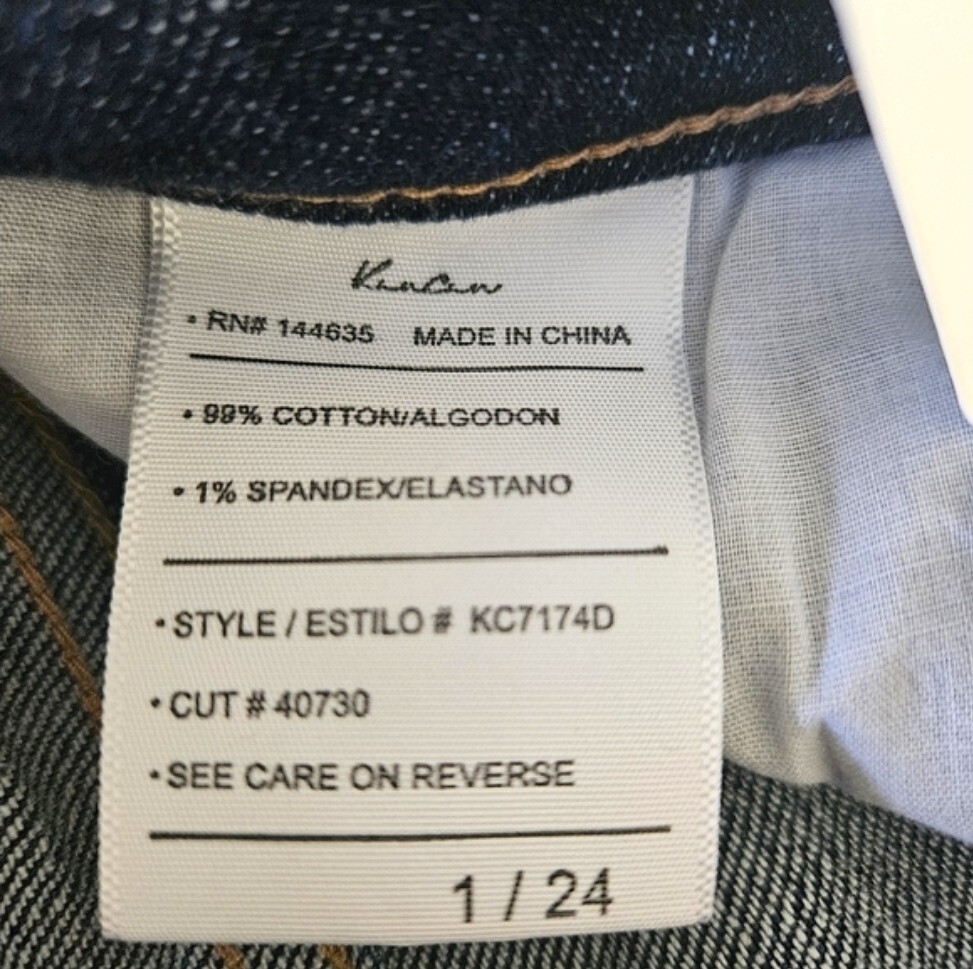 KanCan
• RN# 144635 MADE IN CHINA
• 99% COTTON/ALGODON
• 1% SPANDEX/ELASTANO
• STYLE / ESTILO # KC7174D
• CUT # 40730
• SEE CARE ON REVERSE
1 / 24